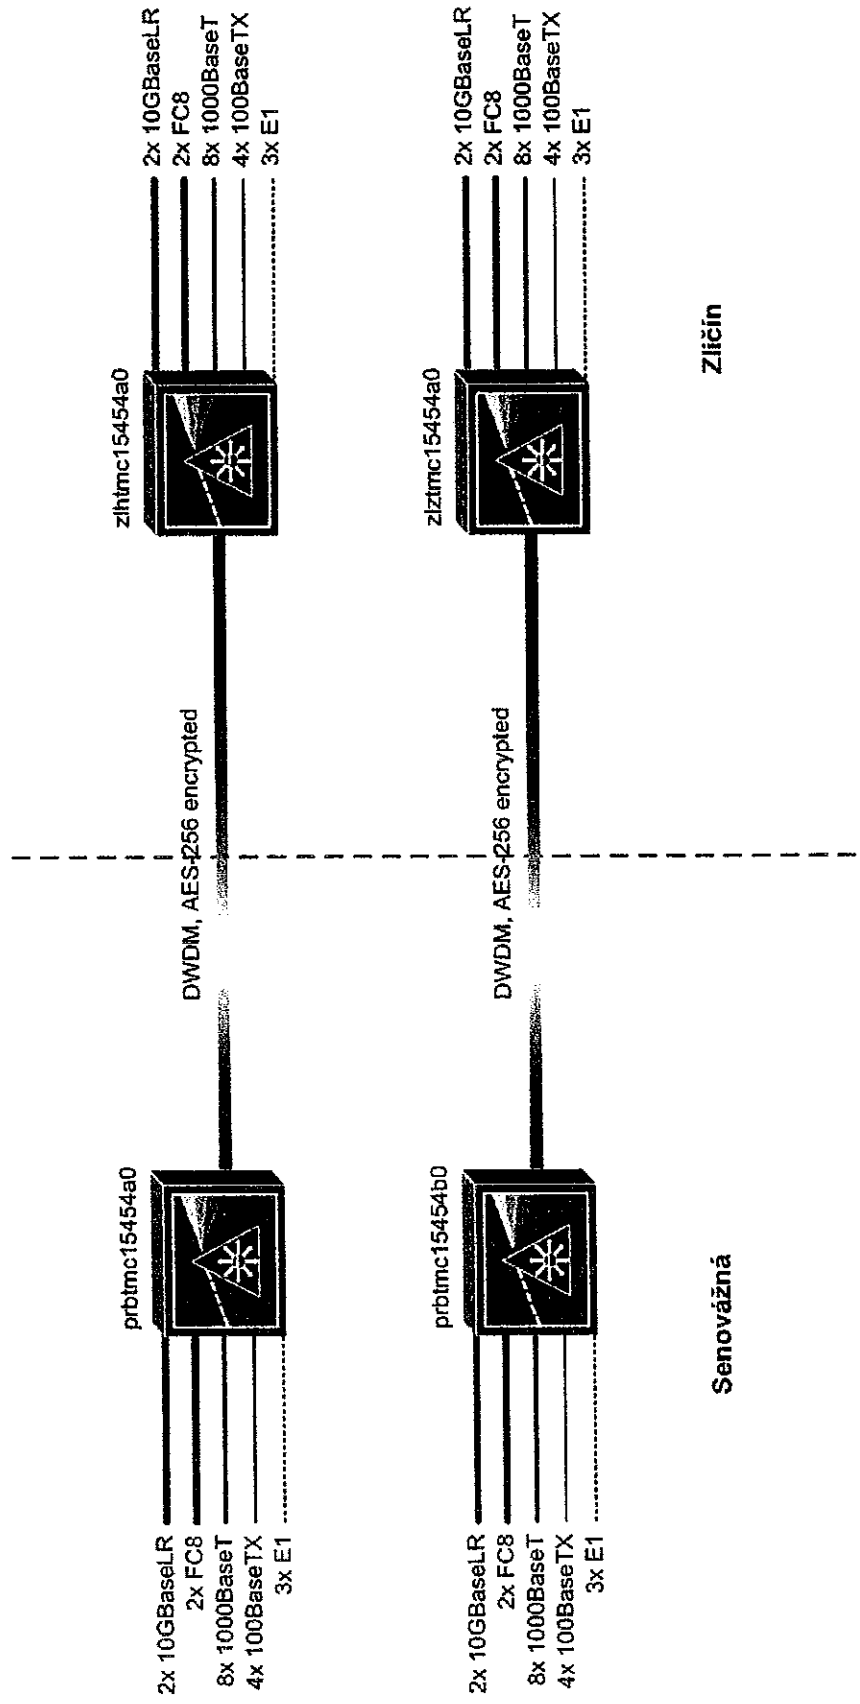 prbtmc15454a0
2x 10GBaseLR
2x FC8
8x 1000BaseT
4x 100BaseTX
3x E1
DWDM, AES-256 encrypted
zlhtmc15454a0
2x 10GBaseLR
2x FC8
8x 1000BaseT
4x 100BaseTX
3x E1
prbtmc15454b0
2x 10GBaseLR
2x FC8
8x 1000BaseT
4x 100BaseTX
3x E1
DWDM, AES-256 encrypted
zlztmc15454a0
2x 10GBaseLR
2x FC8
8x 1000BaseT
4x 100BaseTX
3x E1
Senovážná
Zličín